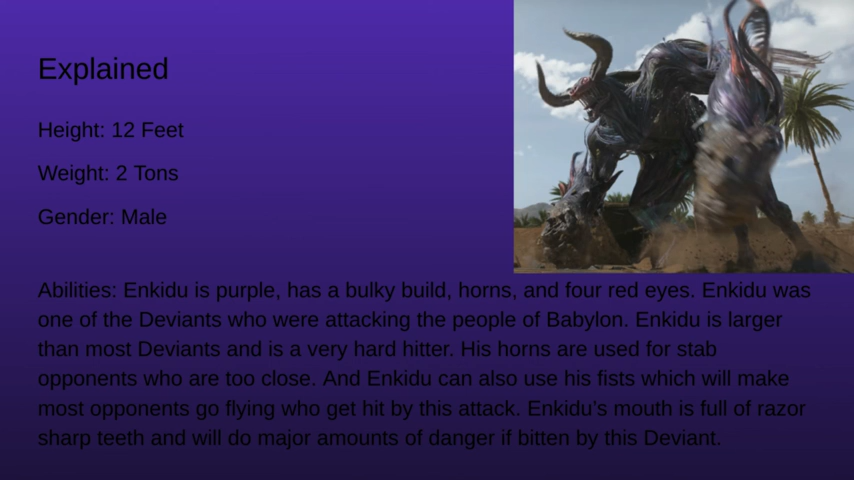 Explained
Height: 12 Feet
Weight: 2 Tons
Gender: Male
Abilities: Enkidu is purple, has a bulky build, horns, and four red eyes. Enkidu was
one of the Deviants who were attacking the people of Babylon. Enkidu is larger
than most Deviants and is a very hard hitter. His horns are used for stab
opponents who are too close. And Enkidu can also use his fists which will make
most opponents go flying who get hit by this attack. Enkidu's mouth is full of razor
sharp teeth and will do major amounts of danger if bitten by this Deviant.